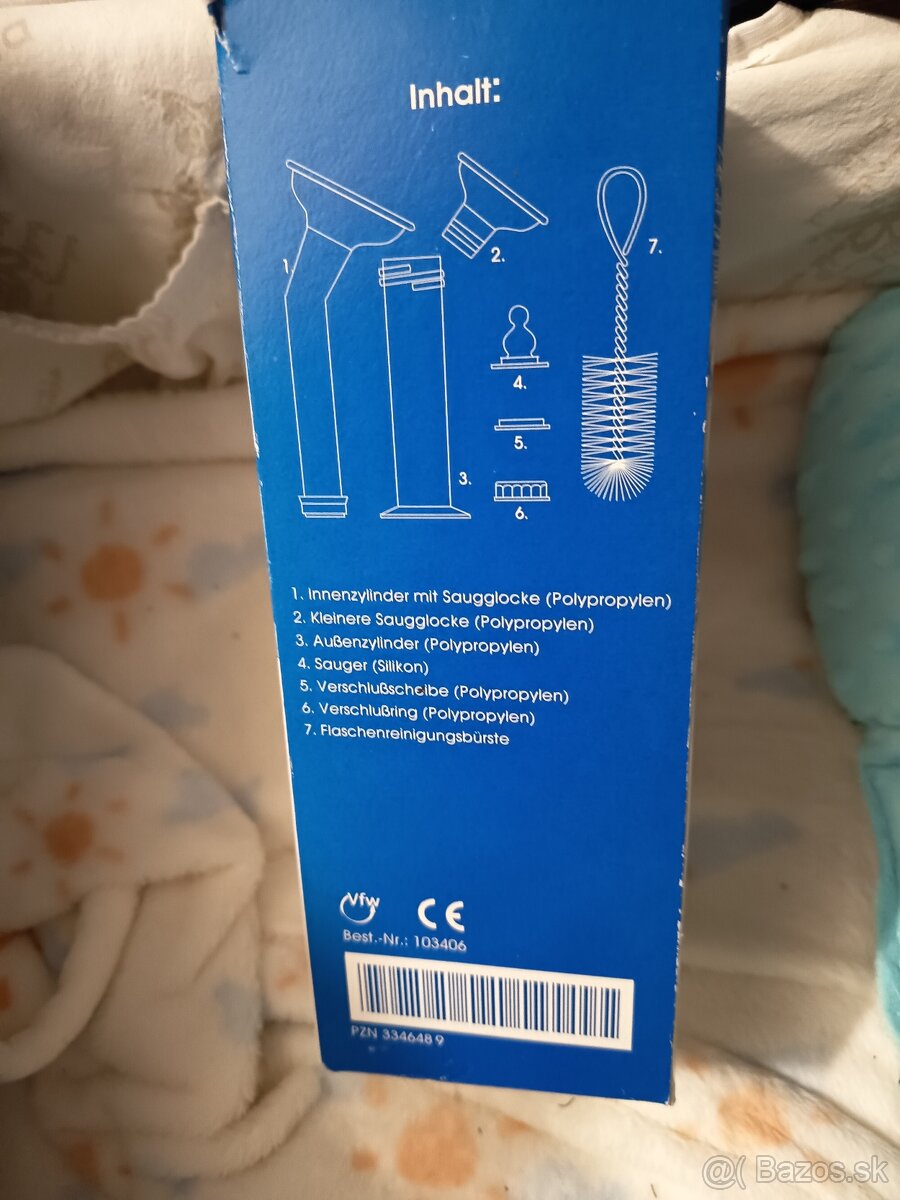 Inhalt:
1.
2.
7.
4.
5.
3.
6.
1. Innenzylinder mit Saugglocke (Polypropylen)
2. Kleinere Saugglocke (Polypropylen)
3. Außenzylinder (Polypropylen)
4. Sauger (Silikon)
5. Verschlußscheibe (Polypropylen)
6. Verschlußring (Polypropylen)
7. Flaschenreinigungsbürste
Vfw CE
Best.-Nr.: 103406
PZN 3346489
@( Bazos.sk